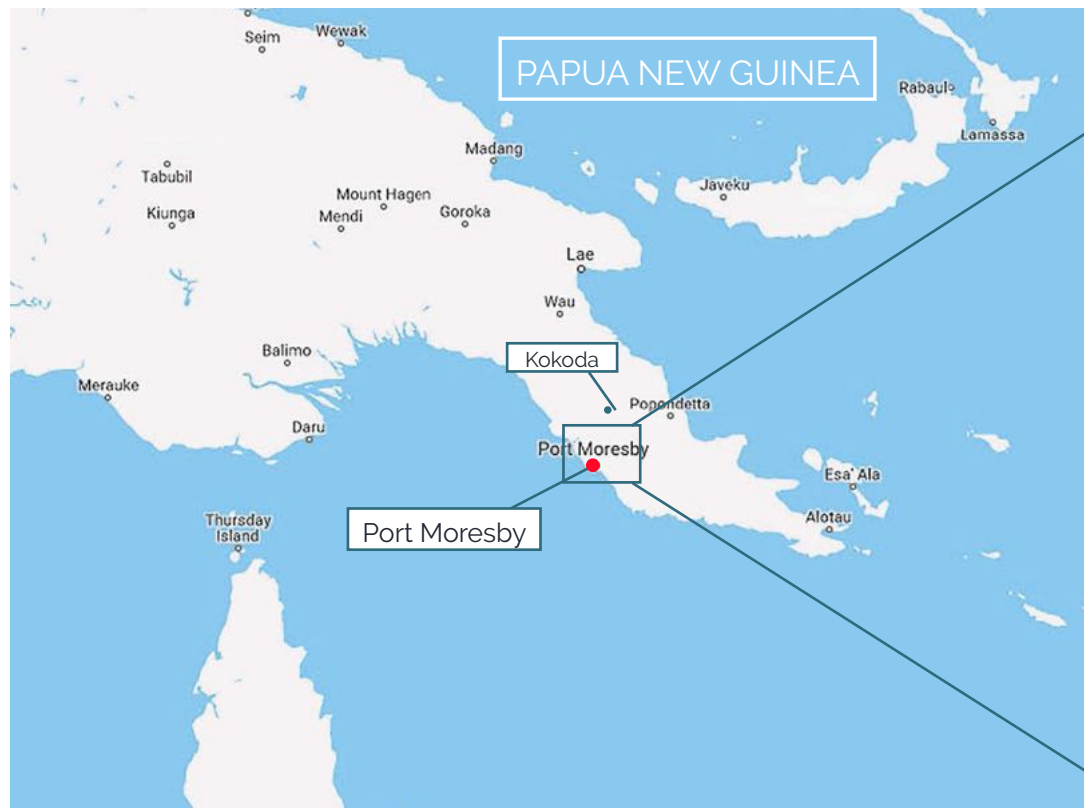 Seim
Wewak
PAPUA NEW GUINEA
Rabaul
Lamassa
Madang
Tabubil
Javeku
Mount Hagen
Kiunga
Mendi
Goroka
Lae
Wau
Balimo
Kokoda
Merauke
Popondetta
Daru
Port Moresby
Esa'Ala
Port Moresby
Thursday
Island
Alotau